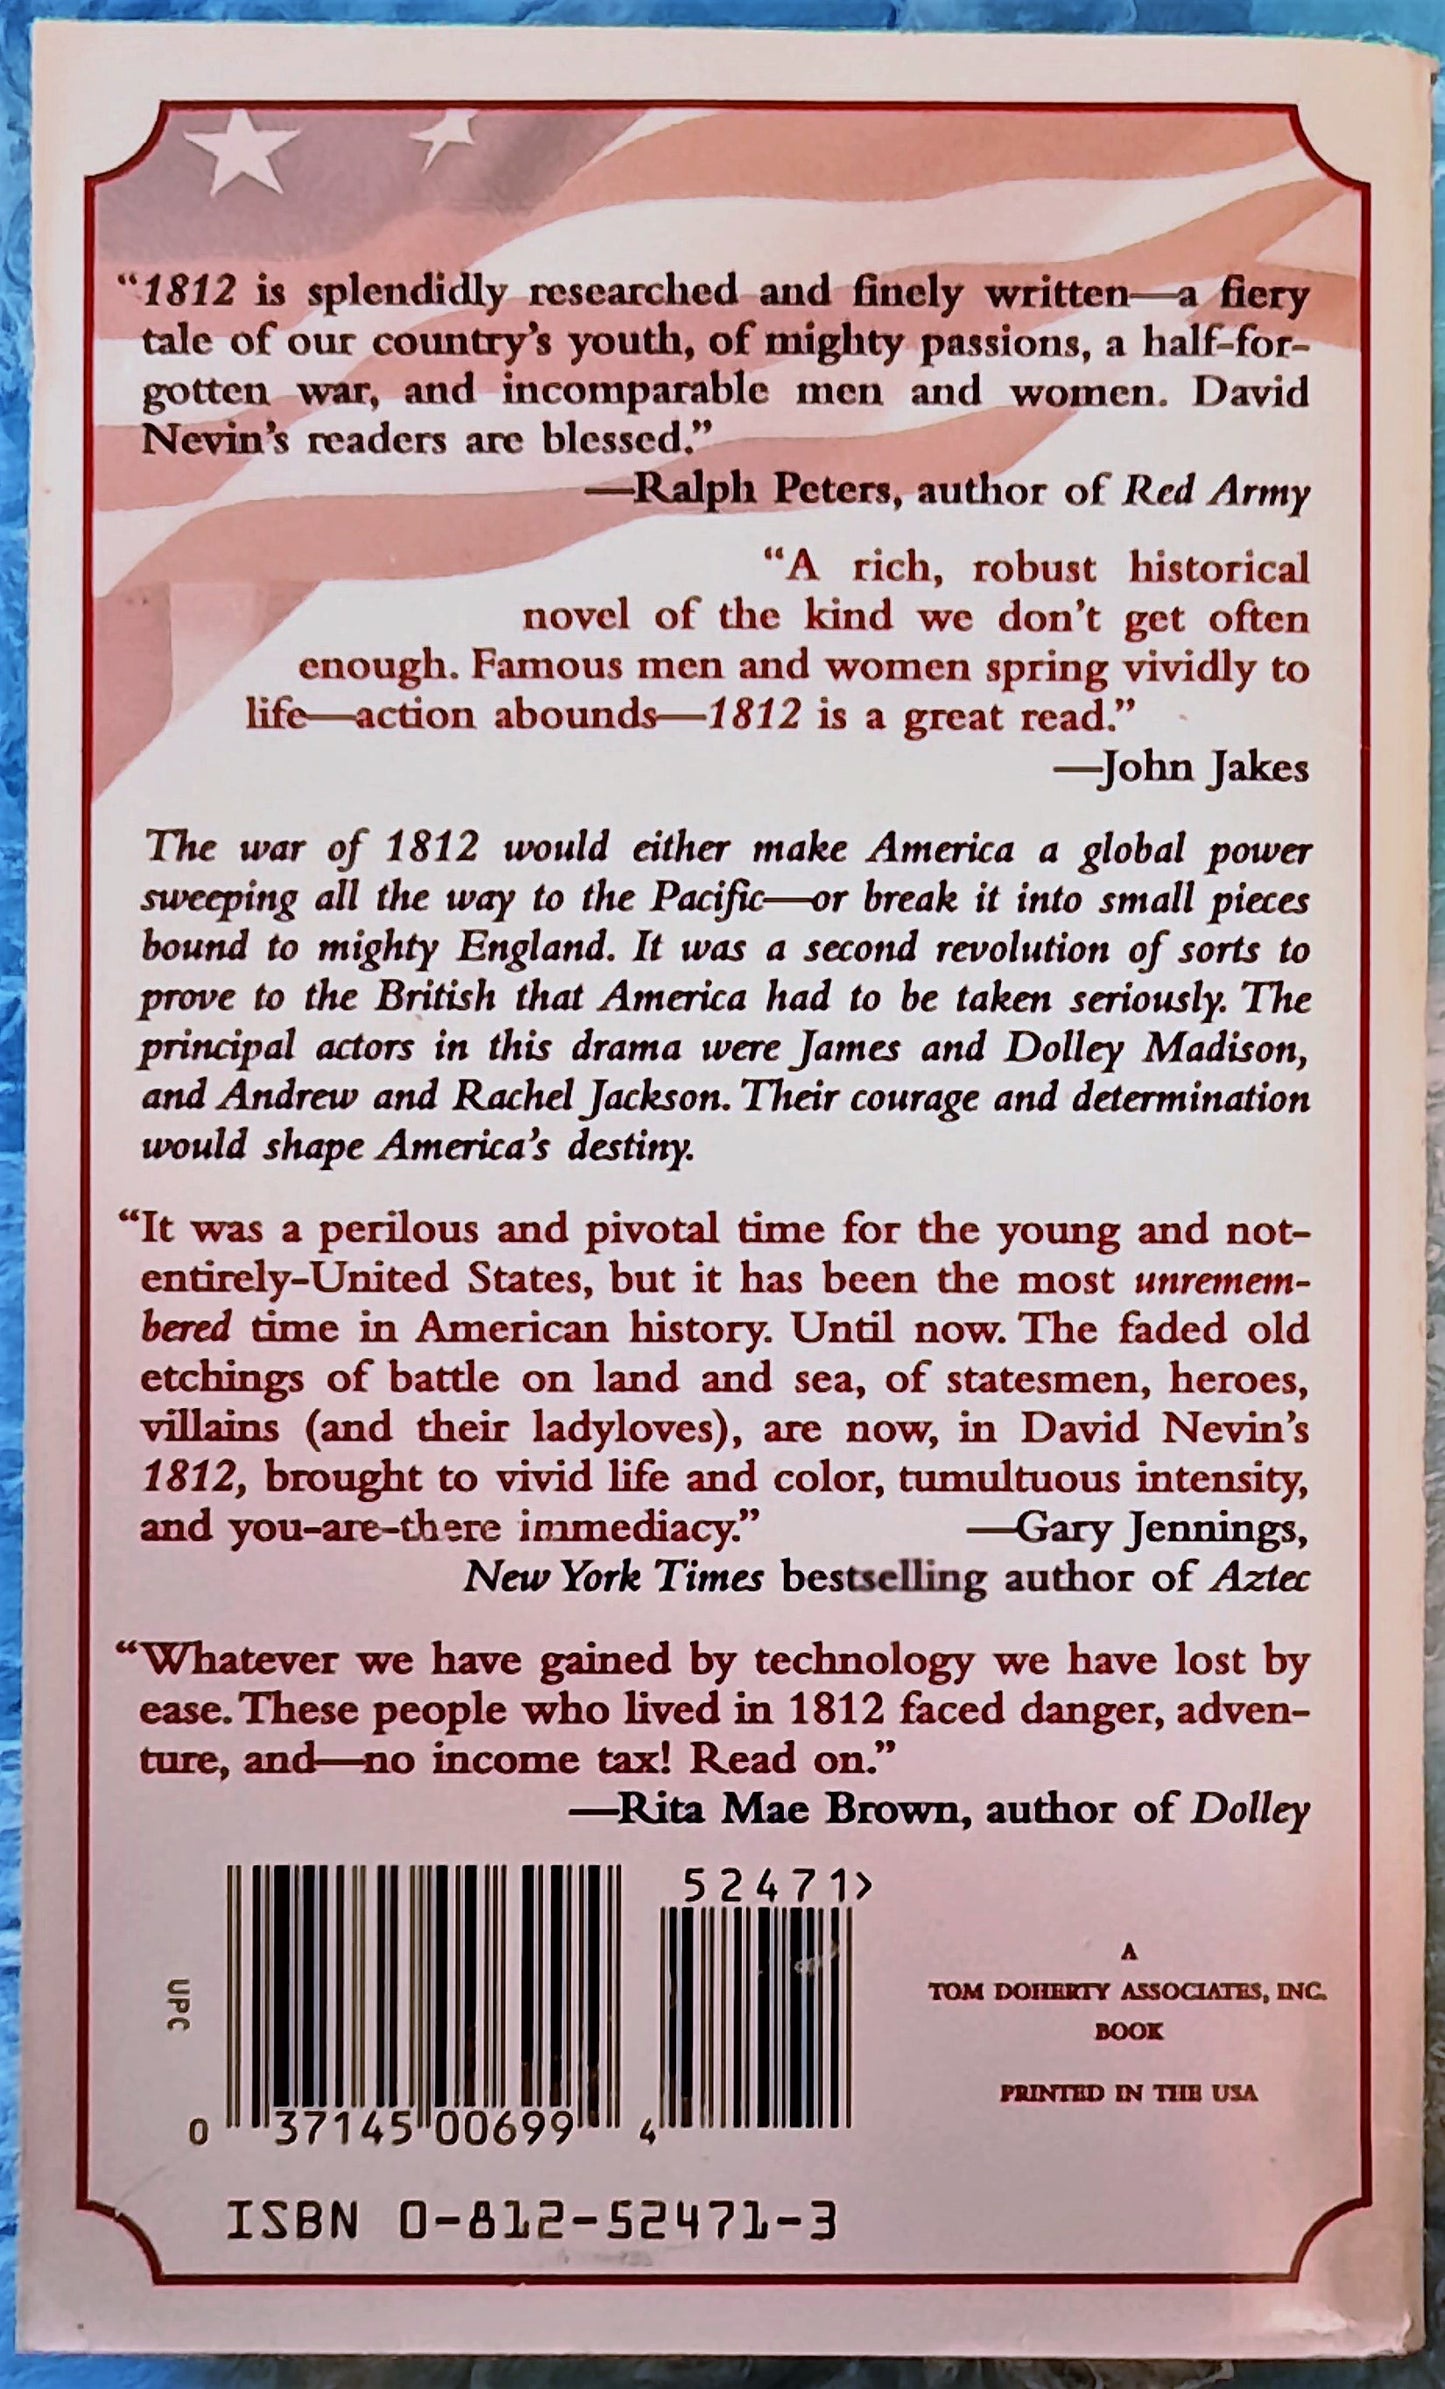 “1812 is splendidly researched and finely written—a fiery
tale of our country’s youth, of mighty passions, a half-for-
gotten war, and incomparable men and women. David
Nevin’s readers are blessed.”
—Ralph Peters, author of Red Army
“A rich, robust historical
novel of the kind we don’t get often
enough. Famous men and women spring vividly to
life—action abounds—1812 is a great read.”
—John Jakes
The war of 1812 would either make America a global power
sweeping all the way to the Pacific—or break it into small pieces
bound to mighty England. It was a second revolution of sorts to
prove to the British that America had to be taken seriously. The
principal actors in this drama were James and Dolley Madison,
and Andrew and Rachel Jackson. Their courage and determination
would shape America’s destiny.
“It was a perilous and pivotal time for the young and not-
entirely-United States, but it has been the most unremem-
bered time in American history. Until now. The faded old
etchings of battle on land and sea, of statesmen, heroes,
villains (and their ladyloves), are now, in David Nevin’s
1812, brought to vivid life and color, tumultuous intensity,
and you-are-there immediacy.” —Gary Jennings,
New York Times bestselling author of Aztec
“Whatever we have gained by technology we have lost by
ease. These people who lived in 1812 faced danger, adven-
ture, and—no income tax! Read on.”
—Rita Mae Brown, author of Dolley
52471>
UPC
0 37145 00699 4
A
TOM DOHERTY ASSOCIATES, INC.
BOOK
PRINTED IN THE USA
ISBN 0-812-52471-3